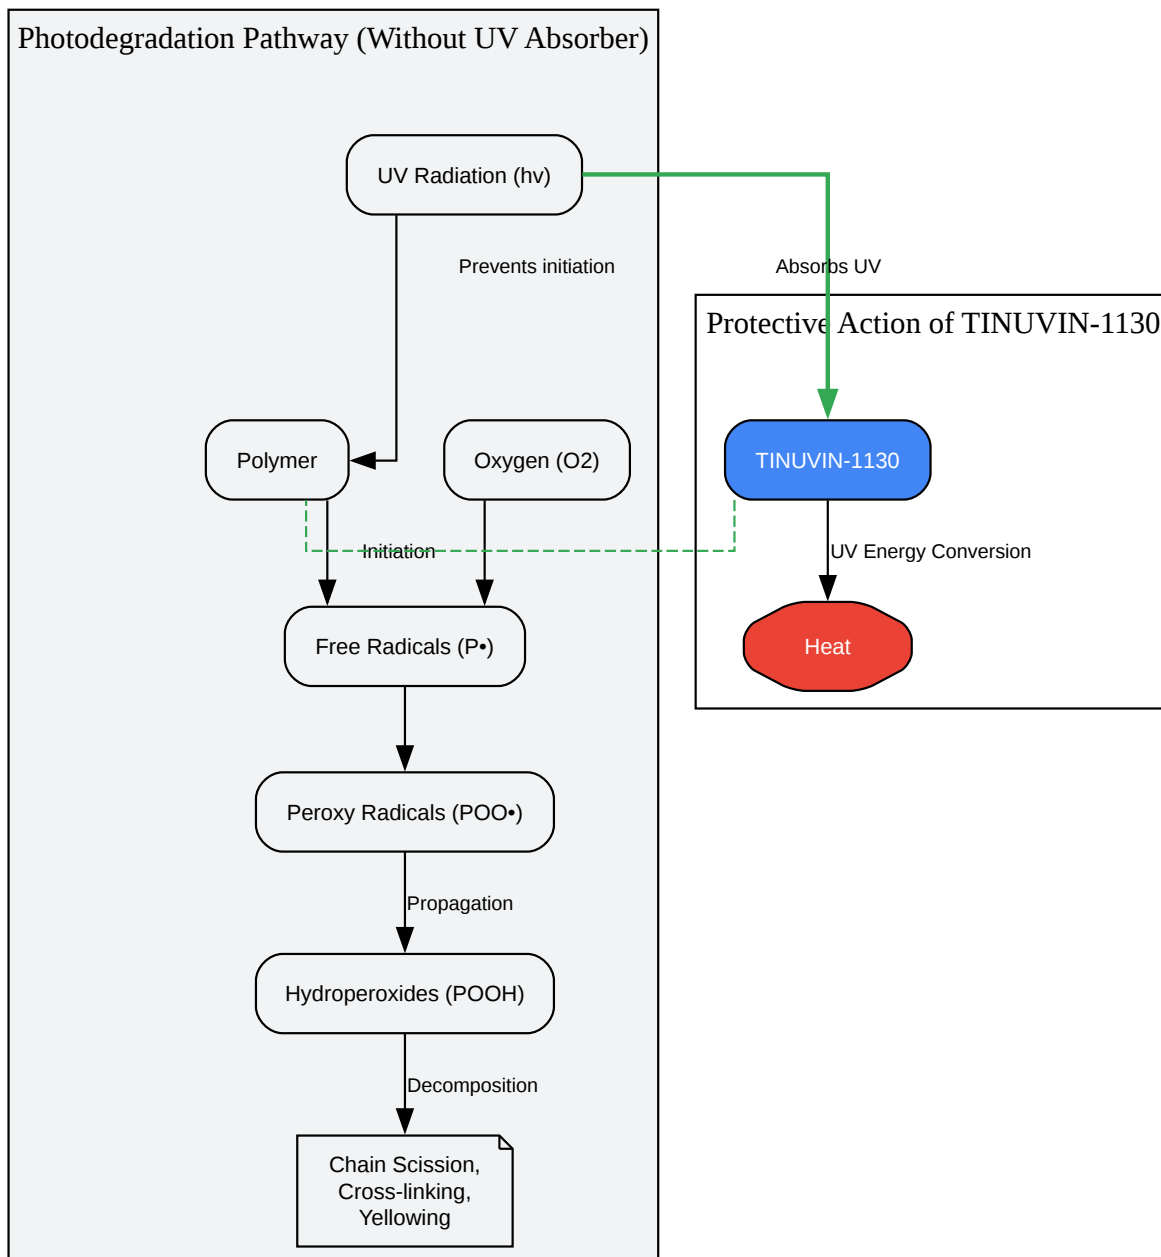 Photodegradation Pathway (Without UV Absorber)
UV Radiation (hv)
Prevents initiation
Absorbs UV
Protective Action of TINUVIN-1130
Polymer
Oxygen (O2)
TINUVIN-1130
Initiation
UV Energy Conversion
Free Radicals (P•)
Heat
Peroxy Radicals (POO•)
Propagation
Hydroperoxides (POOH)
Decomposition
Chain Scission,
Cross-linking,
Yellowing